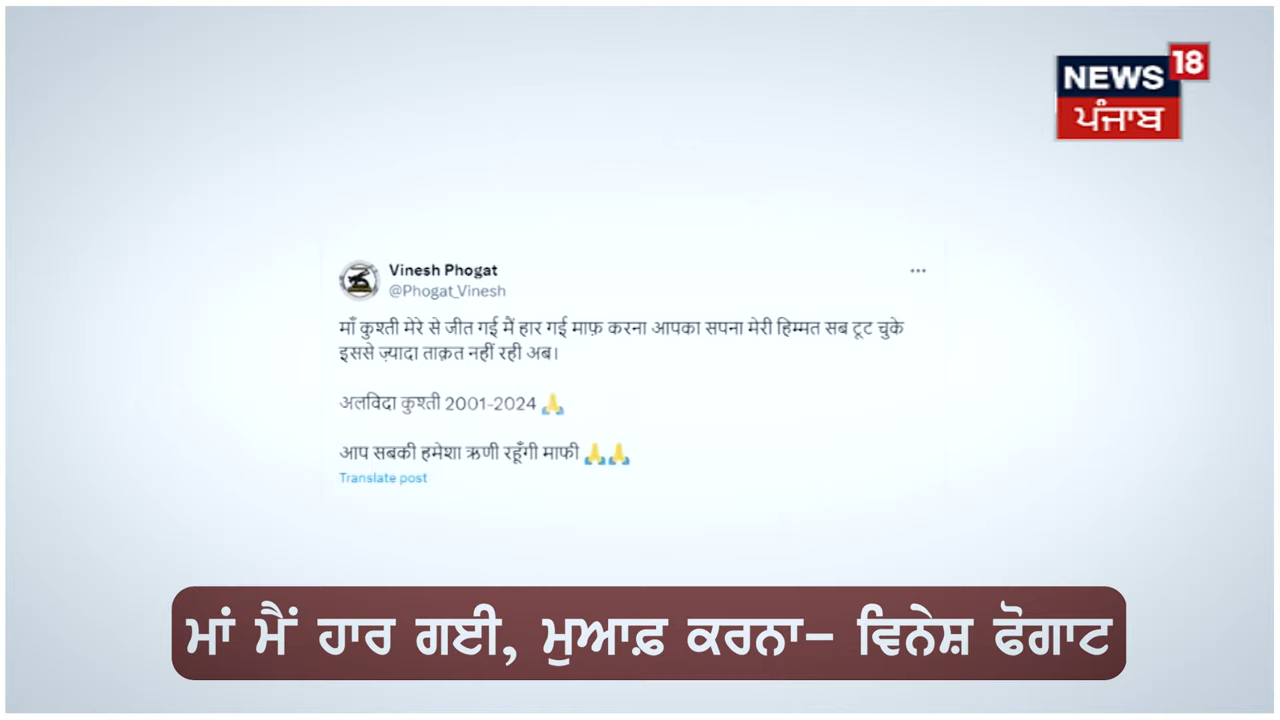 NEWS 18
ਪੰਜਾਬ
Vinesh Phogat
@Phogat_Vinesh
माँ कुश्ती मेरे से जीत गई मैं हार गई माफ़ करना आपका सपना मेरी हिम्मत सब टूट चुके
इससे ज़्यादा ताक़त नहीं रही अब।
अलविदा कुश्ती 2001-2024 🙏
आप सबकी हमेशा ऋणी रहूँगी माफी 🙏🙏
Translate post
ਮਾਂ ਮੈਂ ਹਾਰ ਗਈ, ਮੁਆਫ਼ ਕਰਨਾ– ਵਿਨੇਸ਼ ਫੋਗਾਟ